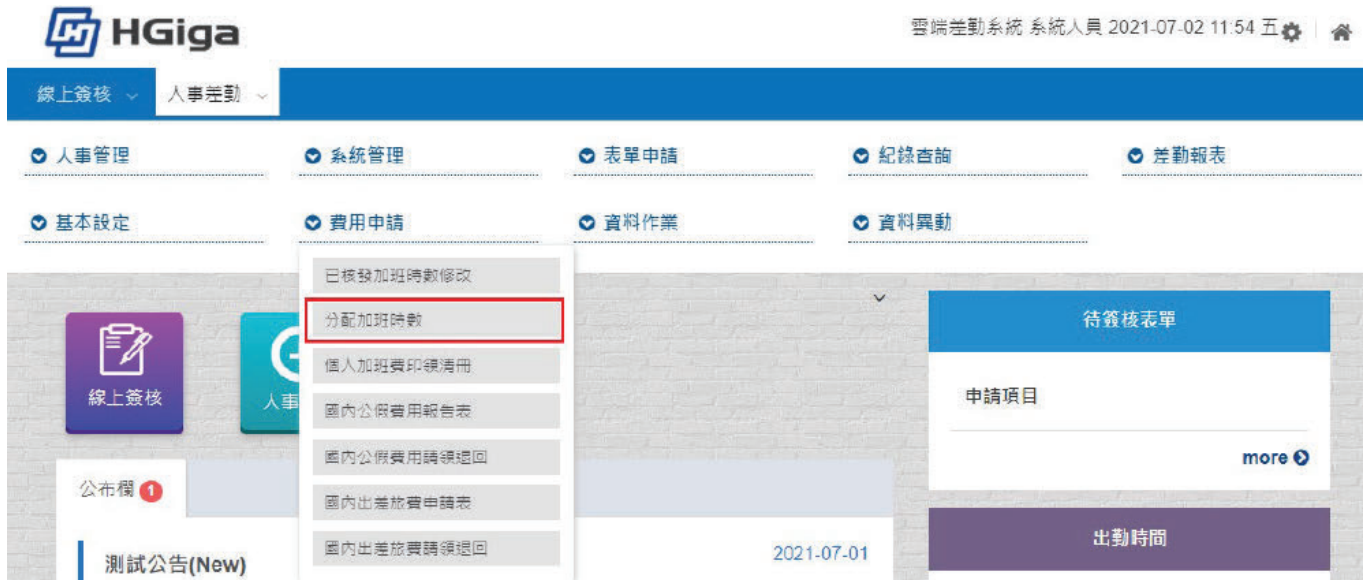 HGiga
雲端差勤系統 系統人員 2021-07-02 11:54 五
線上簽核 人事差勤
人事管理 系統管理 表單申請 紀錄查詢 差勤報表
基本設定 費用申請 資料作業 資料異動
已核發加班時數修改
分配加班時數
個人加班費印領清冊
國內公假費用報告表
國內公假費用請領退回
國內出差旅費申請表
國內出差旅費請領退回
線上簽核
人事
待簽核表單
申請項目
more
公布欄 1
測試公告(New) 2021-07-01
出勤時間